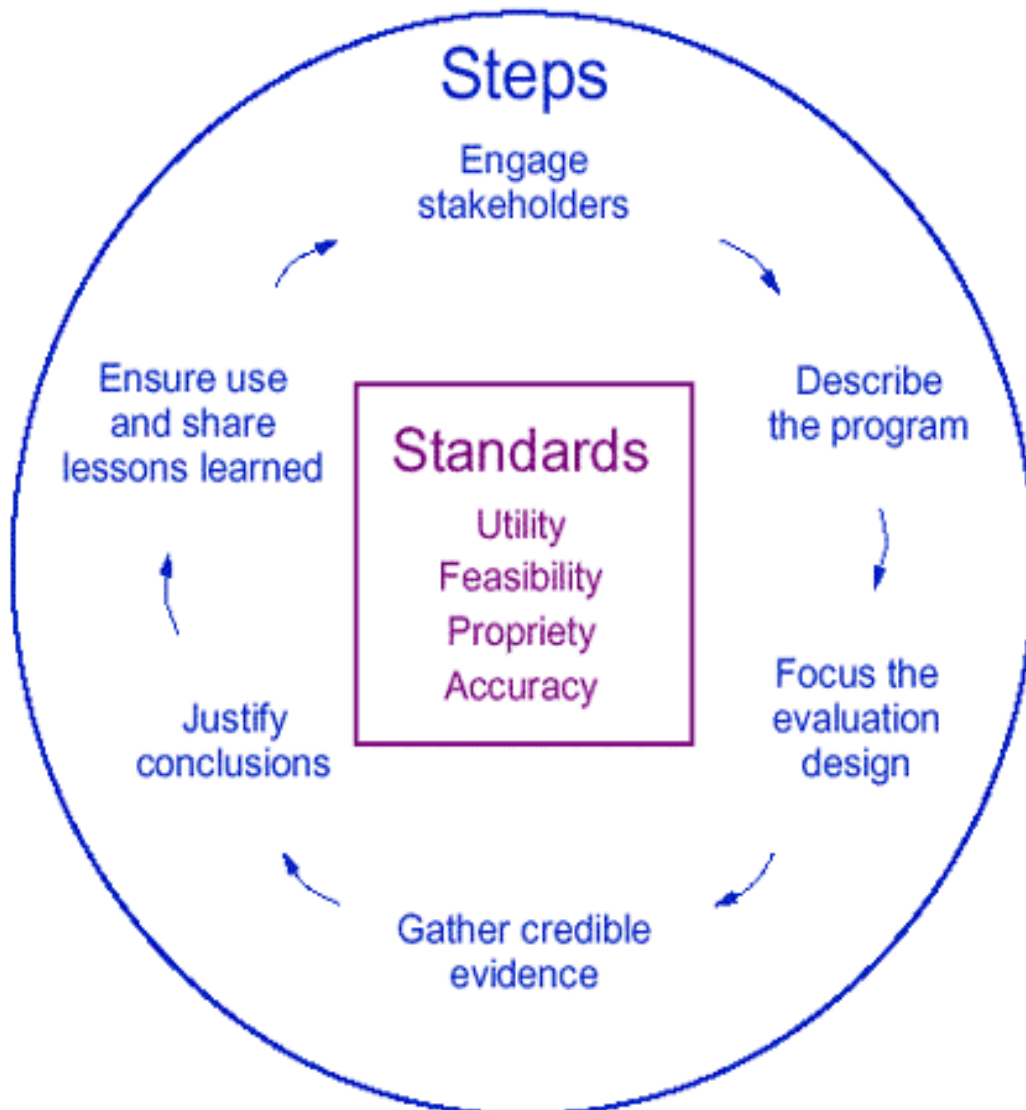 Steps
Engage
stakeholders
Describe
the program
Focus the
evaluation
design
Gather credible
evidence
Justify
conclusions
Ensure use
and share
lessons learned
Standards
Utility
Feasibility
Propriety
Accuracy